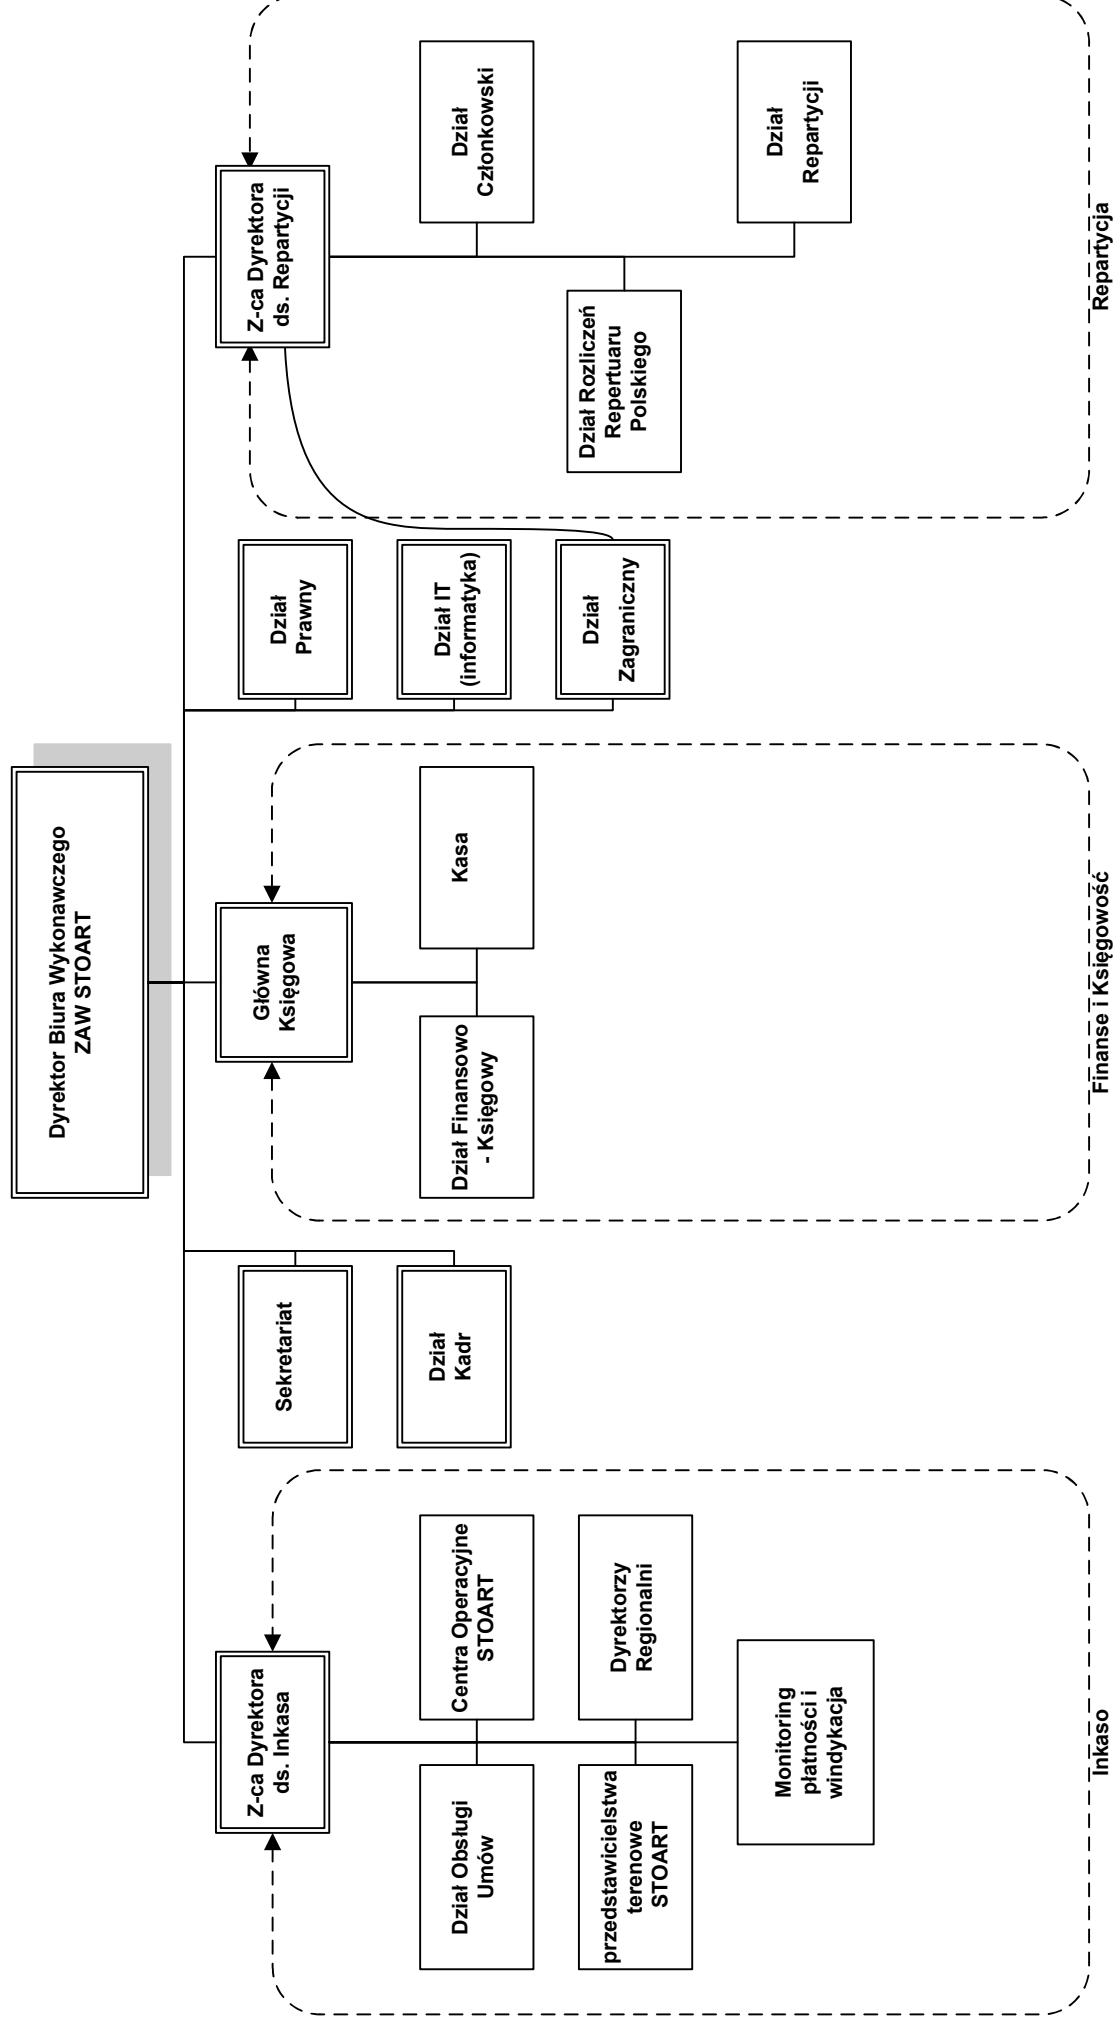 Dyrektor Biura Wykonawczego
ZAW STOART
Z-ca Dyrektora
ds. Inkasa
Dział Obsługi
Umów
Centra Operacyjne
STOART
przedstawicielstwa
terenowe
STOART
Dyrektorzy
Regionalni
Monitoring
płatności i
windykacja
Inkaso
Sekretariat
Dział
Kadr
Główna
Księgowa
Dział Finansowo
- Księgowy
Kasa
Finanse i Księgowość
Dział
Prawny
Dział IT
(informatyka)
Dział
Zagraniczny
Z-ca Dyrektora
ds. Repartycji
Dział
Członkowski
Dział Rozliczeń
Repertuaru
Polskiego
Dział
Repartycji
Repartycja